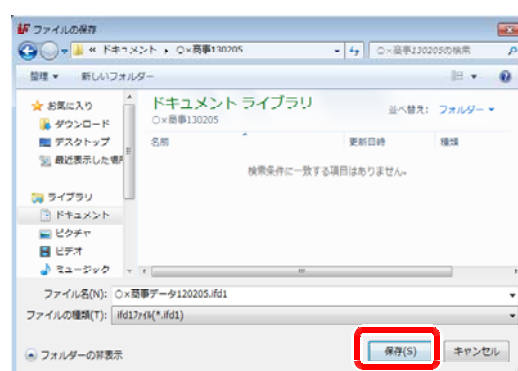 ファイルの保存
« ドキュメント ▸ ○×商事130205
○×商事130205の検索
整理 ▼ 新しいフォルダー
お気に入り
ダウンロード
デスクトップ
最近表示した場所
ライブラリ
ドキュメント
ピクチャ
ビデオ
ミュージック
ドキュメント ライブラリ
○×商事130205
並べ替え: フォルダー ▼
名前 更新日時 種類
検索条件に一致する項目はありません。
ファイル名(N): ○×商事データ120205.ifd1
ファイルの種類(T): ifd1ﾌｧｲﾙ(*.ifd1)
フォルダーの非表示
保存(S)
キャンセル